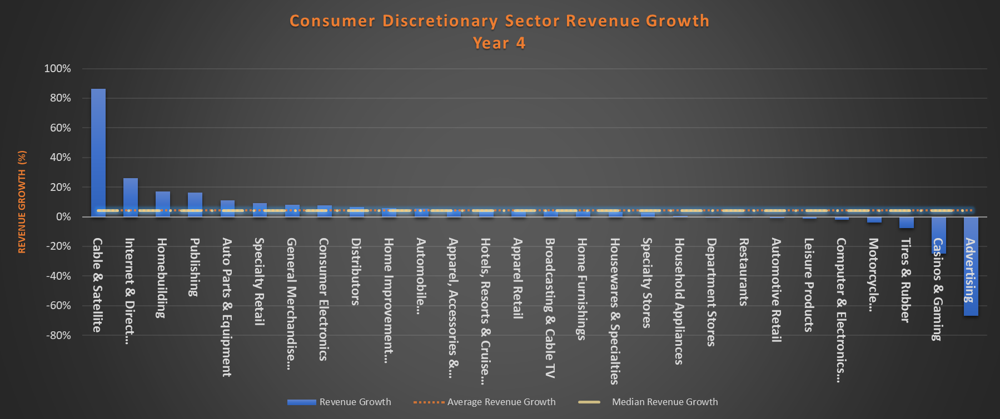 Consumer Discretionary Sector Revenue Growth
Year 4
REVENUE GROWTH (%)
100%
80%
60%
40%
20%
0%
-20%
-40%
-60%
-80%
Cable & Satellite
Internet & Direct...
Homebuilding
Publishing
Auto Parts & Equipment
Specialty Retail
General Merchandise...
Consumer Electronics
Distributors
Home Improvement...
Automobile...
Apparel, Accessories &...
Hotels, Resorts & Cruise...
Apparel Retail
Broadcasting & Cable TV
Home Furnishings
Housewares & Specialties
Specialty Stores
Household Appliances
Department Stores
Restaurants
Automotive Retail
Leisure Products
Computer & Electronics...
Motorcycle...
Tires & Rubber
Casinos & Gaming
Advertising
Revenue Growth
Average Revenue Growth
Median Revenue Growth